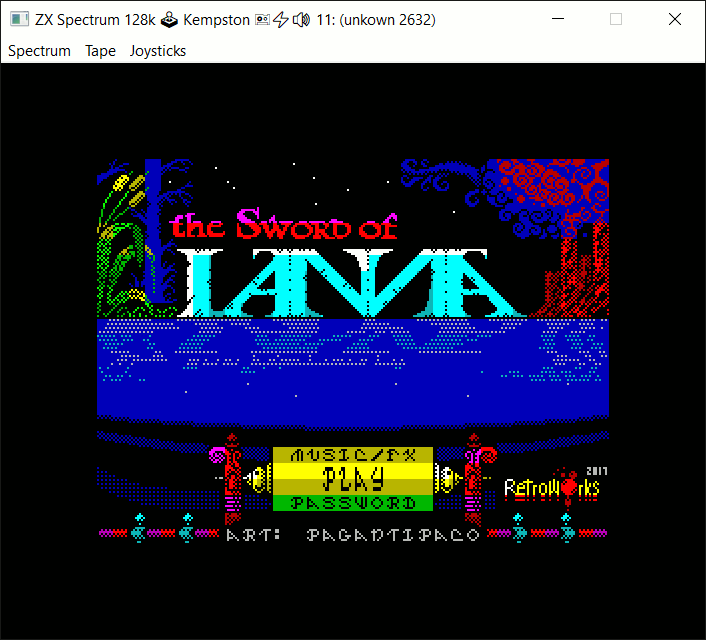 ZX Spectrum 128k Kempston 11: (unkown 2632)
Spectrum Tape Joysticks
the Sword of
IANNA
MUSIC/FX
PLAY
PASSWORD
2017
RetroWorks
ART: PAGANTIPACO